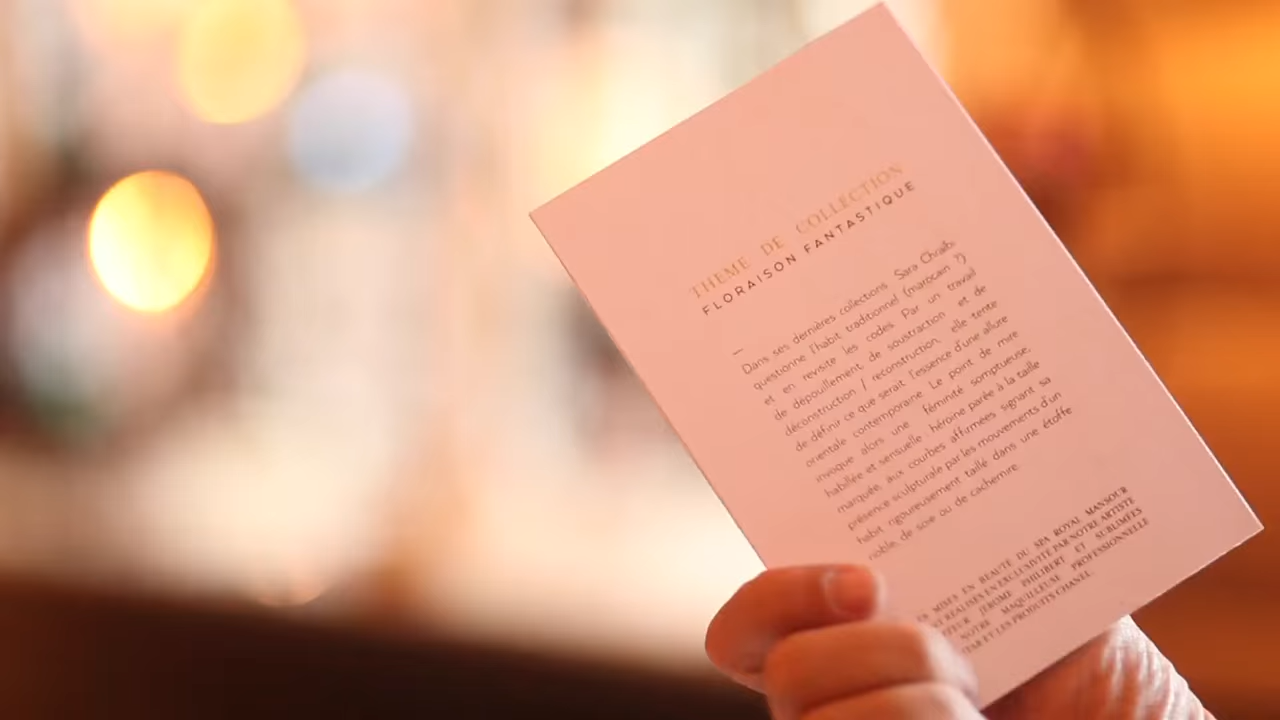 THEME DE COLLECTION
FLORAISON FANTASTIQUE
—
Dans ses dernières collections Sara Chraïbi
questionne l'habit traditionnel (marocain ?)
et en revisite les codes. Par un travail
de dépouillement, de soustraction et de
déconstruction / reconstruction, elle tente
de définir ce que serait l'essence d'une allure
orientale contemporaine. Le point de mire
invoque alors une féminité somptueuse,
habillée et sensuelle : héroïne parée à la taille
marquée, aux courbes affirmées signant sa
présence sculpturale par les mouvements d'un
habit rigoureusement taillé dans une étoffe
noble, de soie ou de cachemire.
MISES EN BEAUTÉ DU SPA ROYAL MANSOUR
RÉALISÉS EN EXCLUSIVITÉ PAR NOTRE ARTISTE
JEROME PHILIBERT ET SUBLIMÉES
NOTRE MAQUILLEUSE PROFESSIONNELLE
ET LES PRODUITS CHANEL.